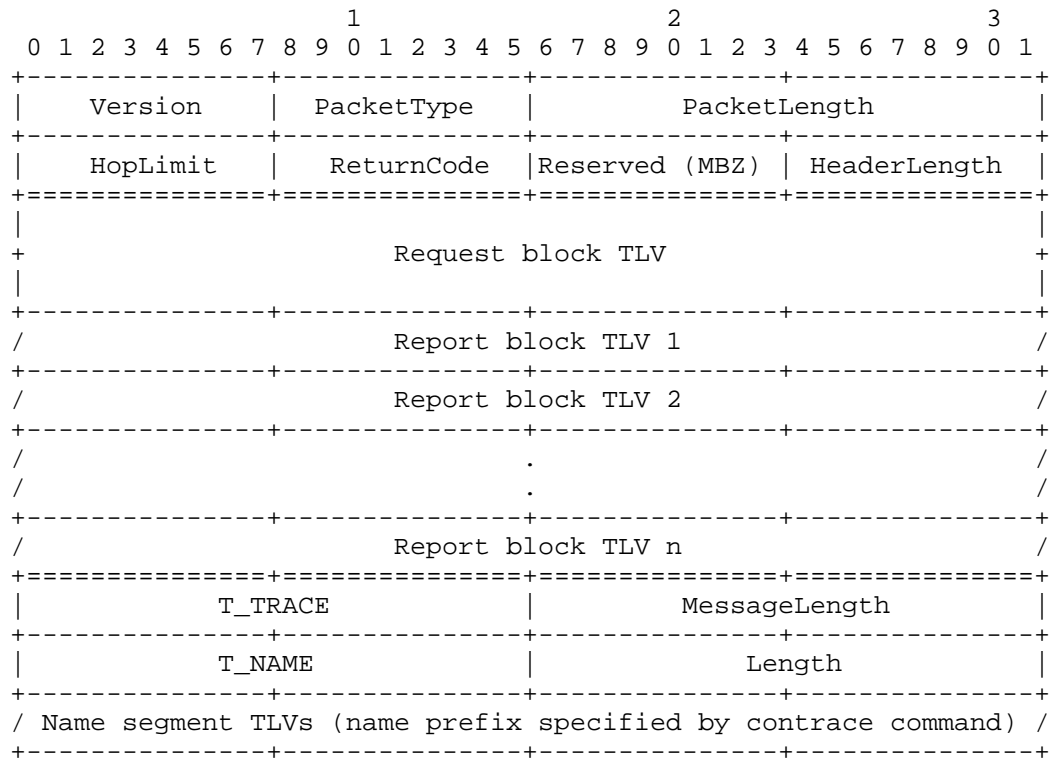 1                   2                   3
 0 1 2 3 4 5 6 7 8 9 0 1 2 3 4 5 6 7 8 9 0 1 2 3 4 5 6 7 8 9 0 1
+---------------+---------------+---------------+---------------+
|    Version    |  PacketType   |         PacketLength          |
+---------------+---------------+---------------+---------------+
|    HopLimit   |   ReturnCode  |Reserved (MBZ) | HeaderLength  |
+===============+===============+===============+===============+
|                                                               |
+                       Request block TLV                       +
|                                                               |
+---------------+---------------+---------------+---------------+
/                       Report block TLV 1                      /
+---------------+---------------+---------------+---------------+
/                       Report block TLV 2                      /
+---------------+---------------+---------------+---------------+
/                               .                               /
/                               .                               /
+---------------+---------------+---------------+---------------+
/                       Report block TLV n                      /
+===============+===============+===============+===============+
|            T_TRACE            |         MessageLength         |
+---------------+---------------+---------------+---------------+
|            T_NAME             |             Length            |
+---------------+---------------+---------------+---------------+
/ Name segment TLVs (name prefix specified by contrace command) /
+---------------+---------------+---------------+---------------+